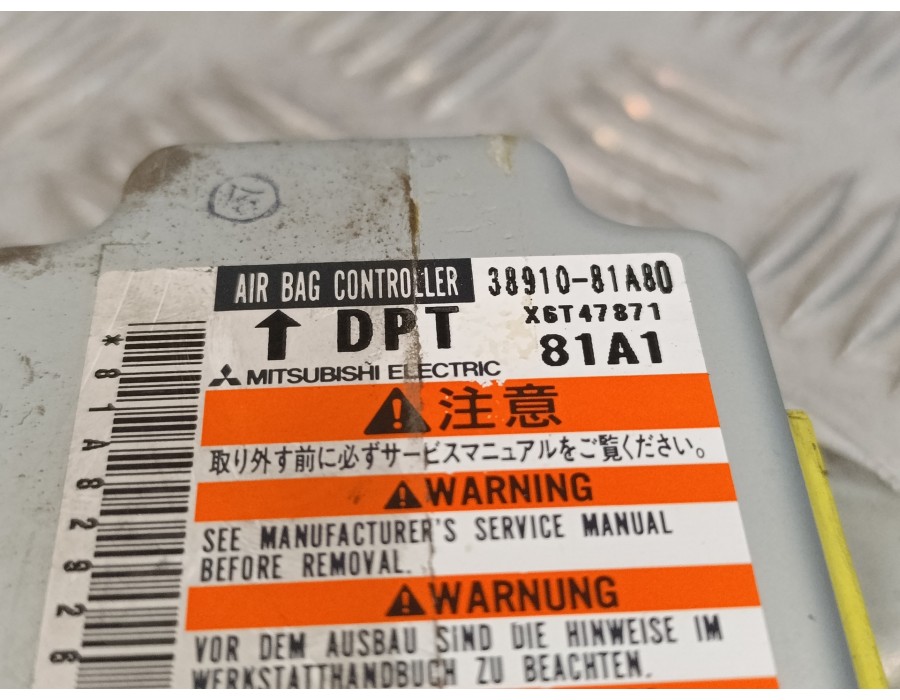 AIR BAG CONTROLLER 38910-81A80
↑ DPT X6T47871
81A1
MITSUBISHI ELECTRIC
注意
取り外す前に必ずサービスマニュアルをご覧ください。
WARNING
SEE MANUFACTURER'S SERVICE MANUAL
BEFORE REMOVAL.
WARNUNG
VOR DEM AUSBAU SIND DIE HINWEISE IM
WERKSTATTHANDBUCH ZU BEACHTEN.
*81A82928